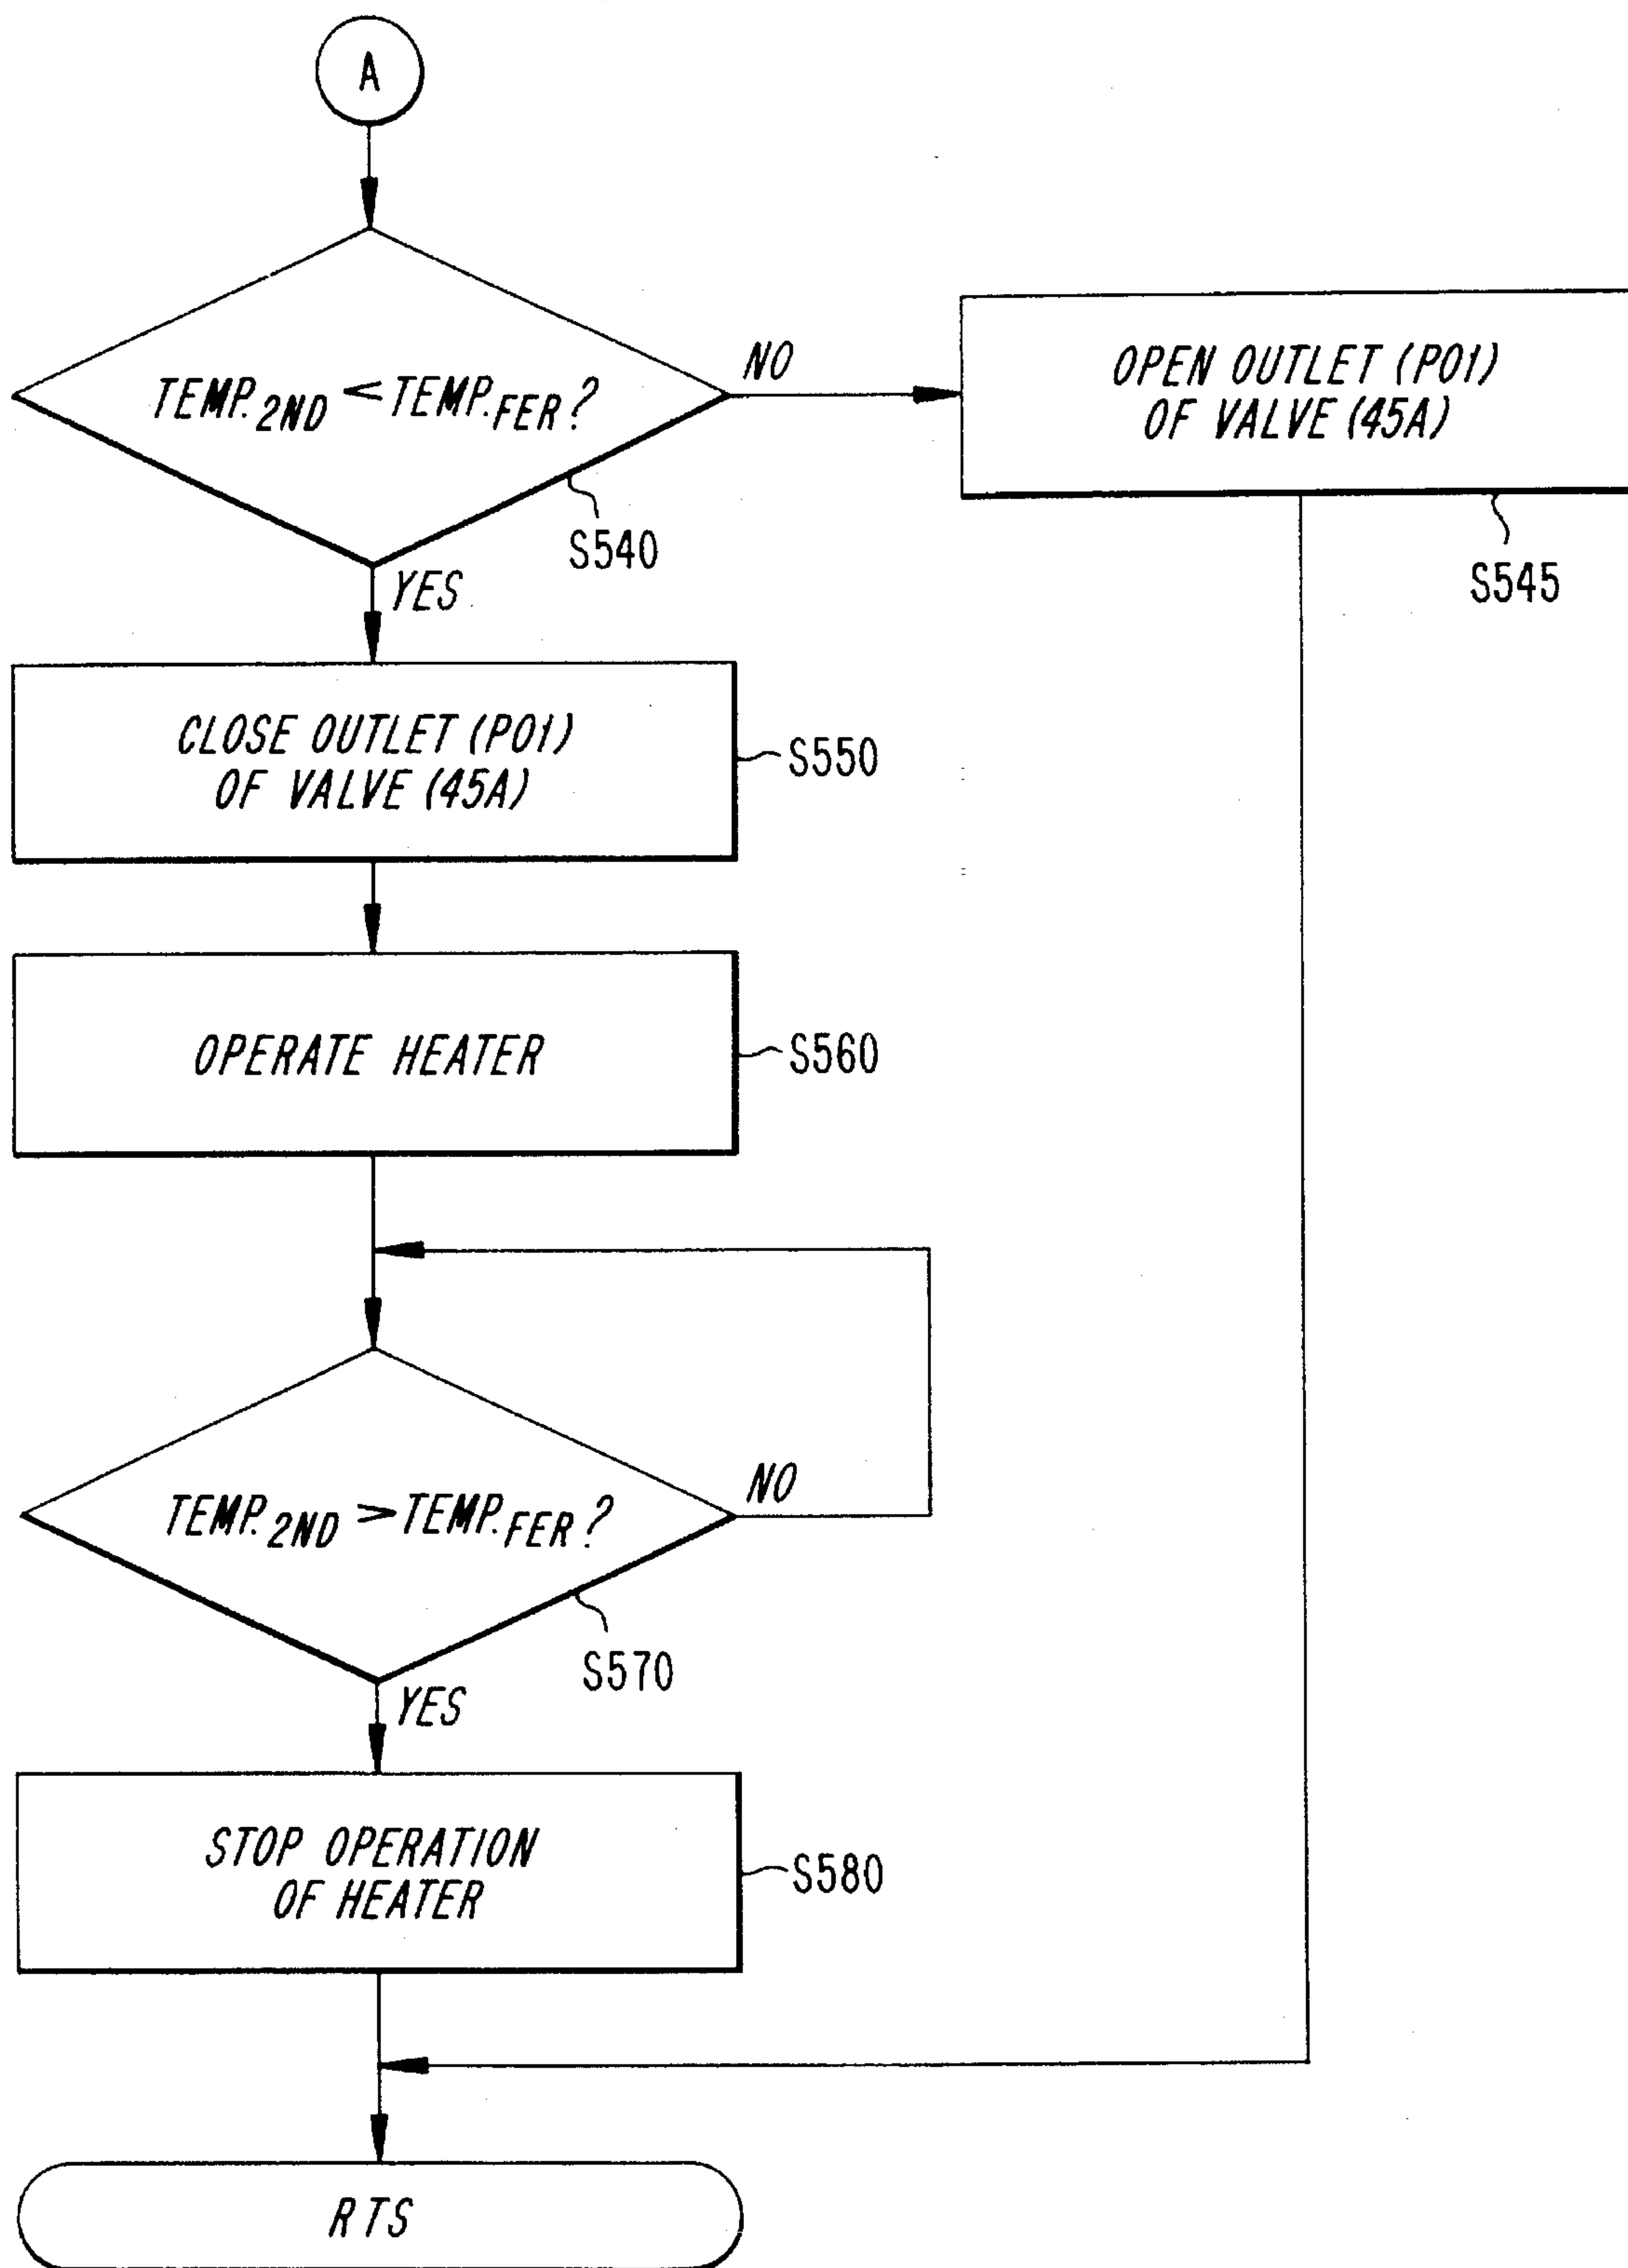 A
TEMP.2ND < TEMP.FER?
NO
OPEN OUTLET (P01)
OF VALVE (45A)
S540
S545
YES
CLOSE OUTLET (P01)
OF VALVE (45A)
S550
OPERATE HEATER
S560
TEMP.2ND > TEMP.FER?
NO
S570
YES
STOP OPERATION
OF HEATER
S580
RTS